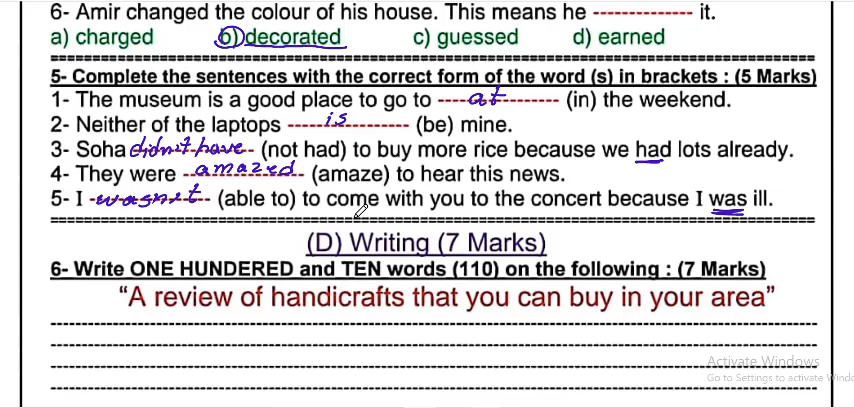 6- Amir changed the colour of his house. This means he -------------- it.
a) charged b) decorated c) guessed d) earned
5- Complete the sentences with the correct form of the word (s) in brackets : (5 Marks)
1- The museum is a good place to go to ---- at -------- (in) the weekend.
2- Neither of the laptops ----- is -------- (be) mine.
3- Soha didn't have (not had) to buy more rice because we had lots already.
4- They were -- amazed -- (amaze) to hear this news.
5- I - wasn't -- (able to) to come with you to the concert because I was ill.
(D) Writing (7 Marks)
6- Write ONE HUNDERED and TEN words (110) on the following : (7 Marks)
“A review of handicrafts that you can buy in your area”
Activate Windows
Go to Settings to activate Windo